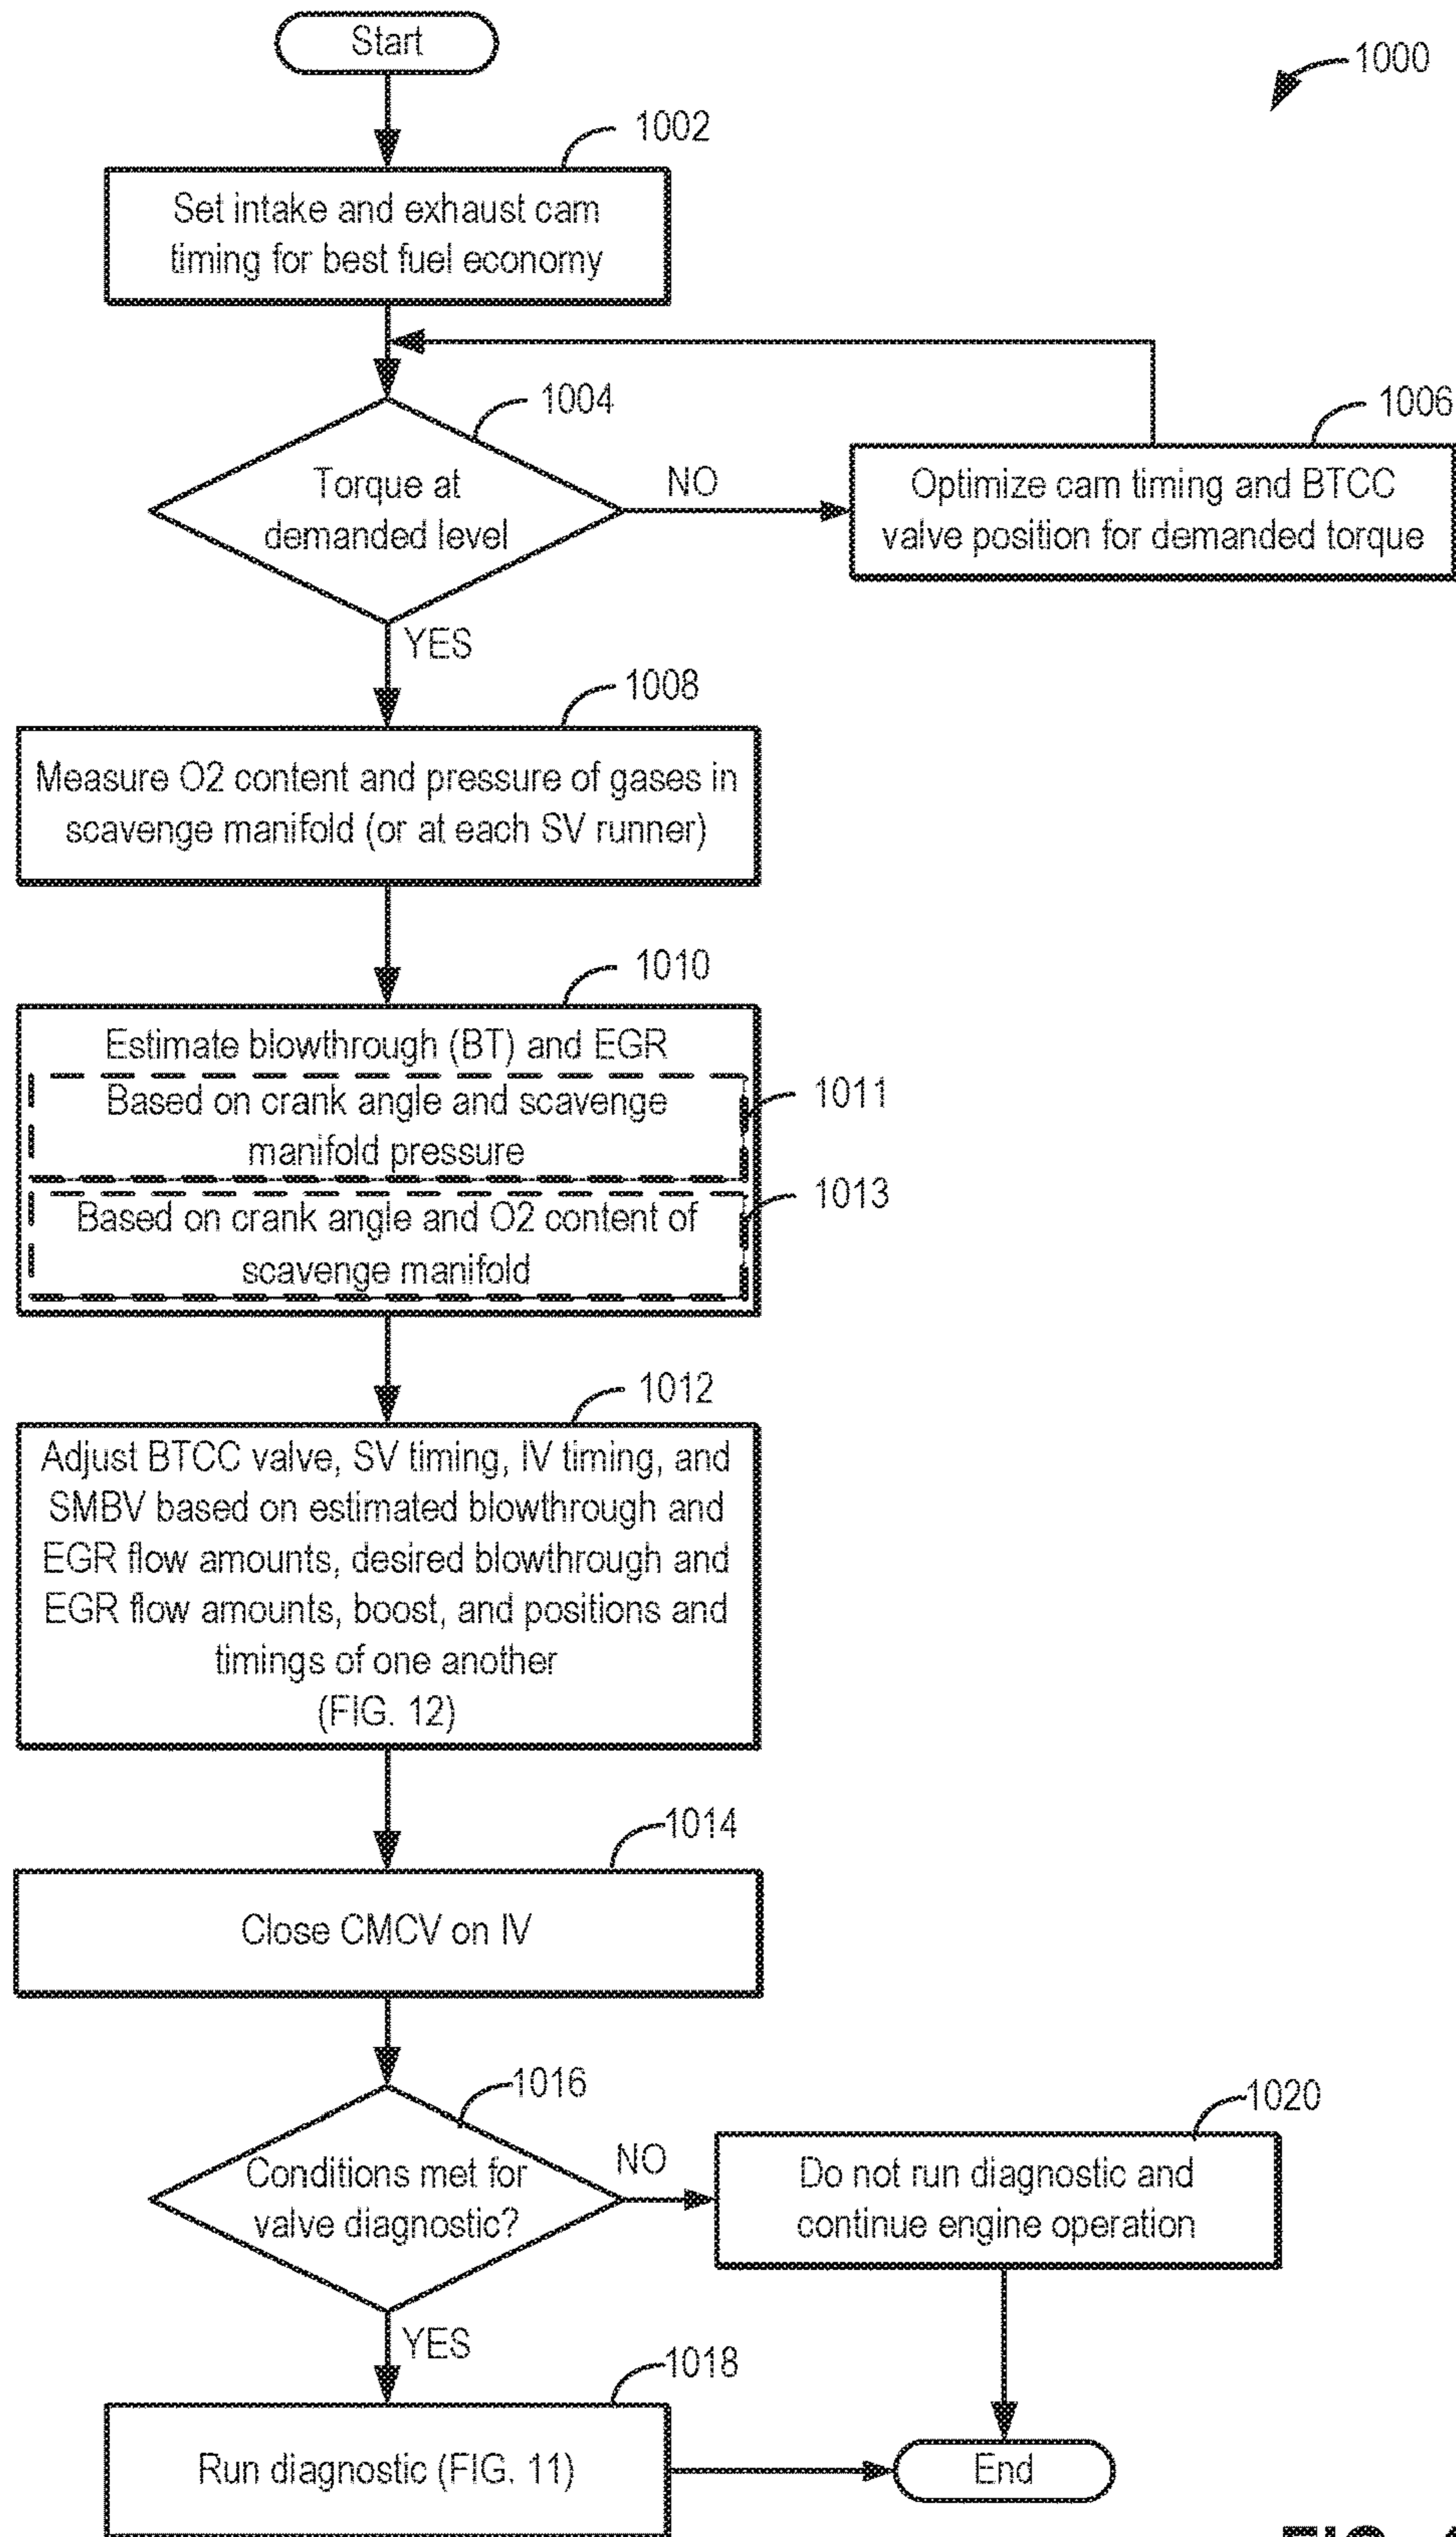 Start
1000
1002
Set intake and exhaust cam
timing for best fuel economy
1004
1006
Torque at
demanded level
NO
Optimize cam timing and BTCC
valve position for demanded torque
YES
1008
Measure O2 content and pressure of gases in
scavenge manifold (or at each SV runner)
1010
Estimate blowthrough (BT) and EGR
1011
Based on crank angle and scavenge
manifold pressure
1013
Based on crank angle and O2 content of
scavenge manifold
1012
Adjust BTCC valve, SV timing, IV timing, and
SMBV based on estimated blowthrough and
EGR flow amounts, desired blowthrough and
EGR flow amounts, boost, and positions and
timings of one another
(FIG. 12)
1014
Close CMCV on IV
1016
1020
Conditions met for
valve diagnostic?
NO
Do not run diagnostic and
continue engine operation
YES
1018
Run diagnostic (FIG. 11)
End